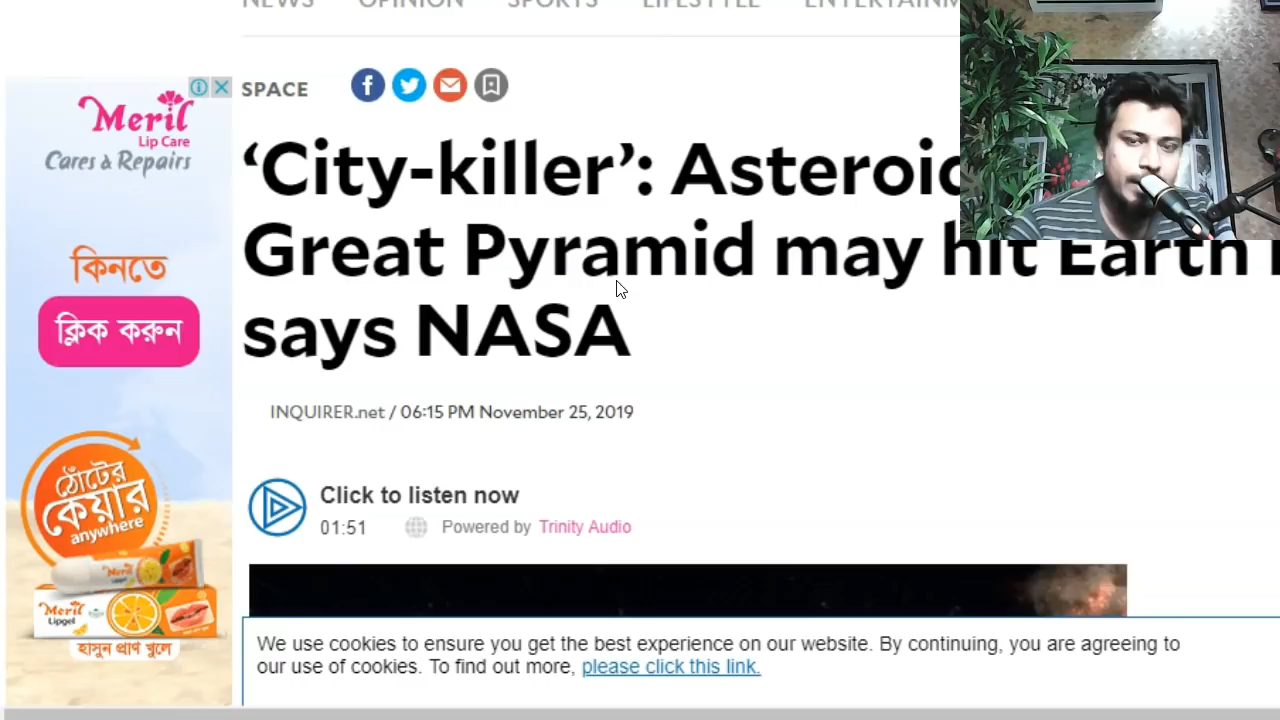 NEWS OPINION SPORTS LIFESTYLE
SPACE
‘City-killer’: Asteroid
Great Pyramid may hit Earth
says NASA
INQUIRER.net / 06:15 PM November 25, 2019
Click to listen now
01:51 Powered by Trinity Audio
We use cookies to ensure you get the best experience on our website. By continuing, you are agreeing to
our use of cookies. To find out more, please click this link.
Meril
Lip Care
Cares & Repairs
কিনতে
ক্লিক করুন
ঠোঁটের
কেয়ার
anywhere
Meril
Meril
Lipgel
হাসুন প্রাণ খুলে